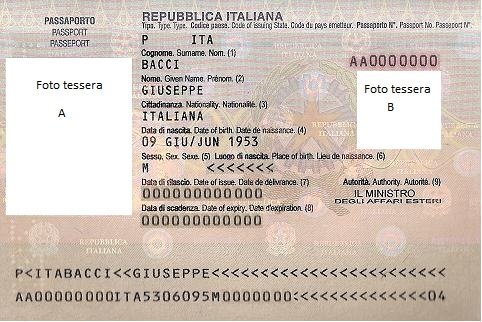 PASSAPORTO
PASSPORT
PASSEPORT
REPUBBLICA ITALIANA
Tipo. Type. Type. Codice paese. Code of issuing State. Code du pays émetteur. Passaporto N°. Passport No. Passeport N°.
P ITA
Cognome. Surname. Nom. (1)
BACCI
AA0000000
Nome. Given Name. Prénom. (2)
GIUSEPPE
Cittadinanza. Nationality. Nationalité. (3)
ITALIANA
Data di nascita. Date of birth. Date de naissance. (4)
09 GIU/JUN 1953
Sesso. Sex. Sexe. (5) Luogo di nascita. Place of birth. Lieu de naissance. (6)
M <<<<<<<
Data di rilascio. Date of issue. Date de délivrance. (7)
0000000000000
Autorità. Authority. Autorité. (9)
IL MINISTRO
DEGLI AFFARI ESTERI
Data di scadenza. Date of expiry. Date d'expiration. (8)
0000000000000
Foto tessera
A
Foto tessera
B
REPUBBLICA
ITALIANA
P<ITABACCI<<GIUSEPPE<<<<<<<<<<<<<<<<<<<<<<<<
AA00000000ITA5306095M0000000<<<<<<<<<<<<<<04